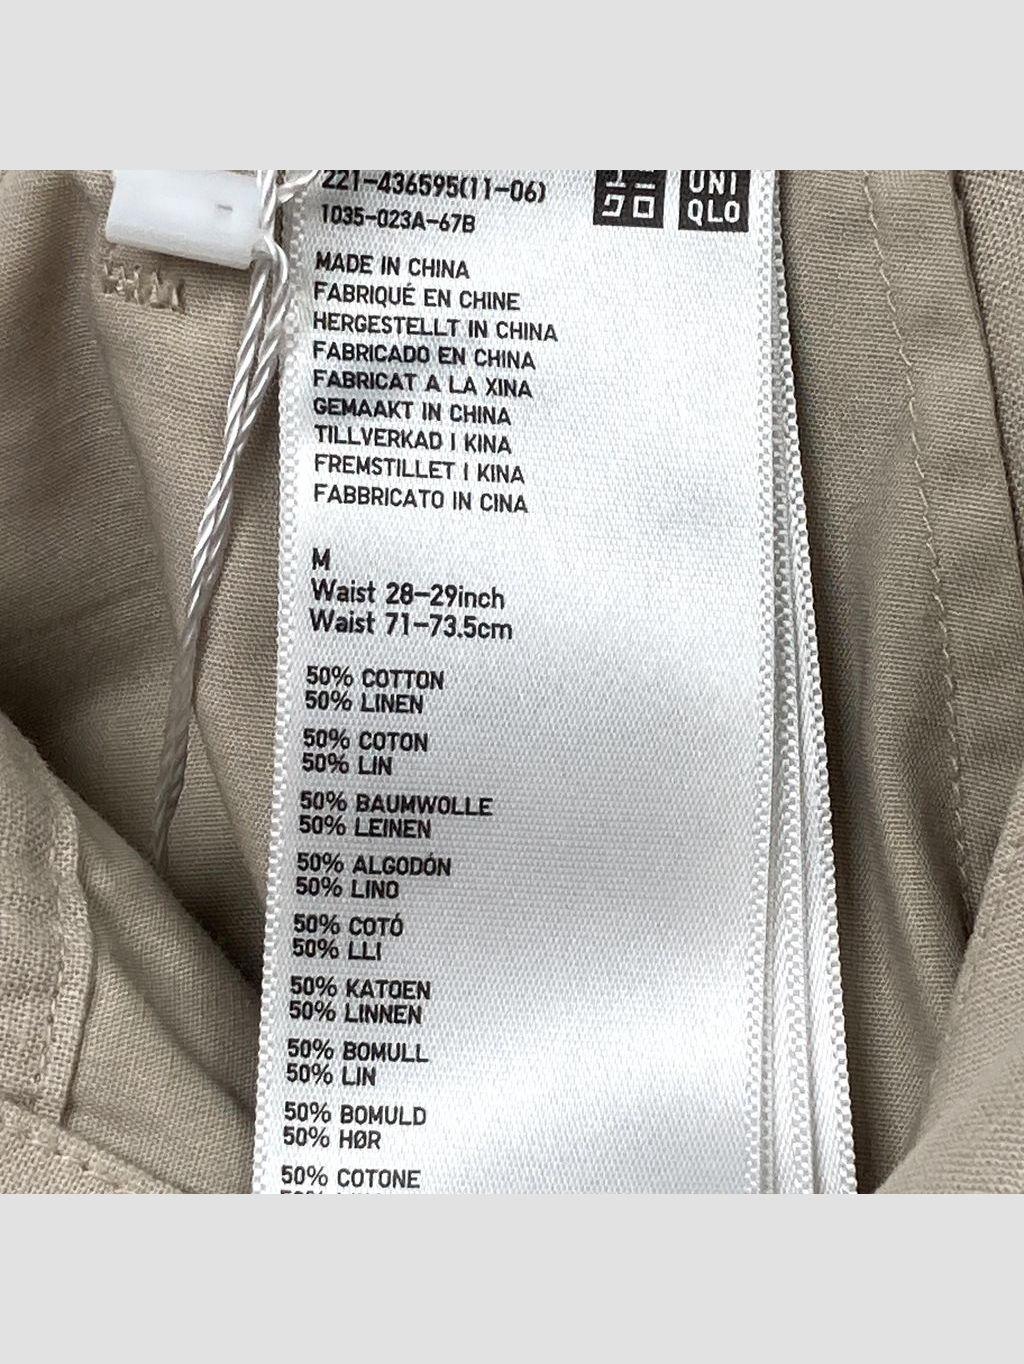 221-436595(11-06)
1035-023A-67B
UNI
QLO
MADE IN CHINA
FABRIQUÉ EN CHINE
HERGESTELLT IN CHINA
FABRICADO EN CHINA
FABRICAT A LA XINA
GEMAAKT IN CHINA
TILLVERKAD I KINA
FREMSTILLET I KINA
FABBRICATO IN CINA
M
Waist 28-29inch
Waist 71-73.5cm
50% COTTON
50% LINEN
50% COTON
50% LIN
50% BAUMWOLLE
50% LEINEN
50% ALGODÓN
50% LINO
50% COTÓ
50% LLI
50% KATOEN
50% LINNEN
50% BOMULL
50% LIN
50% BOMULD
50% HØR
50% COTONE